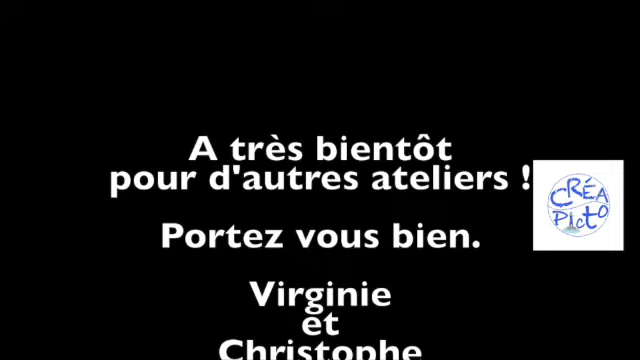 A très bientôt
pour d'autres ateliers !
CRÉA
PICTO
Portez vous bien.
Virginie
et
Christophe